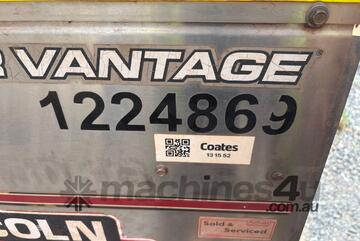 R VANTAGE
1224869
Coates
13 15 52
machines4u
.com.au
COLN
Sold &
Serviced